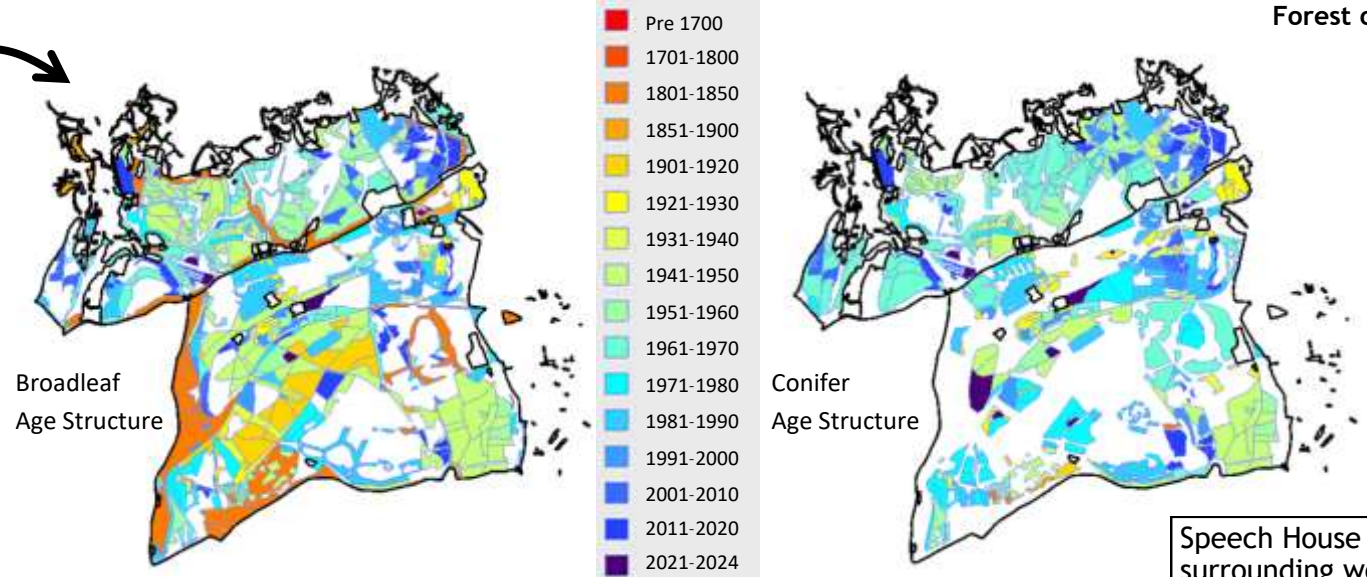 Forest
Pre 1700
1701-1800
1801-1850
1851-1900
1901-1920
1921-1930
1931-1940
1941-1950
1951-1960
1961-1970
1971-1980
1981-1990
1991-2000
2001-2010
2011-2020
2021-2024
Broadleaf
Age Structure
Conifer
Age Structure
Speech House
surrounding